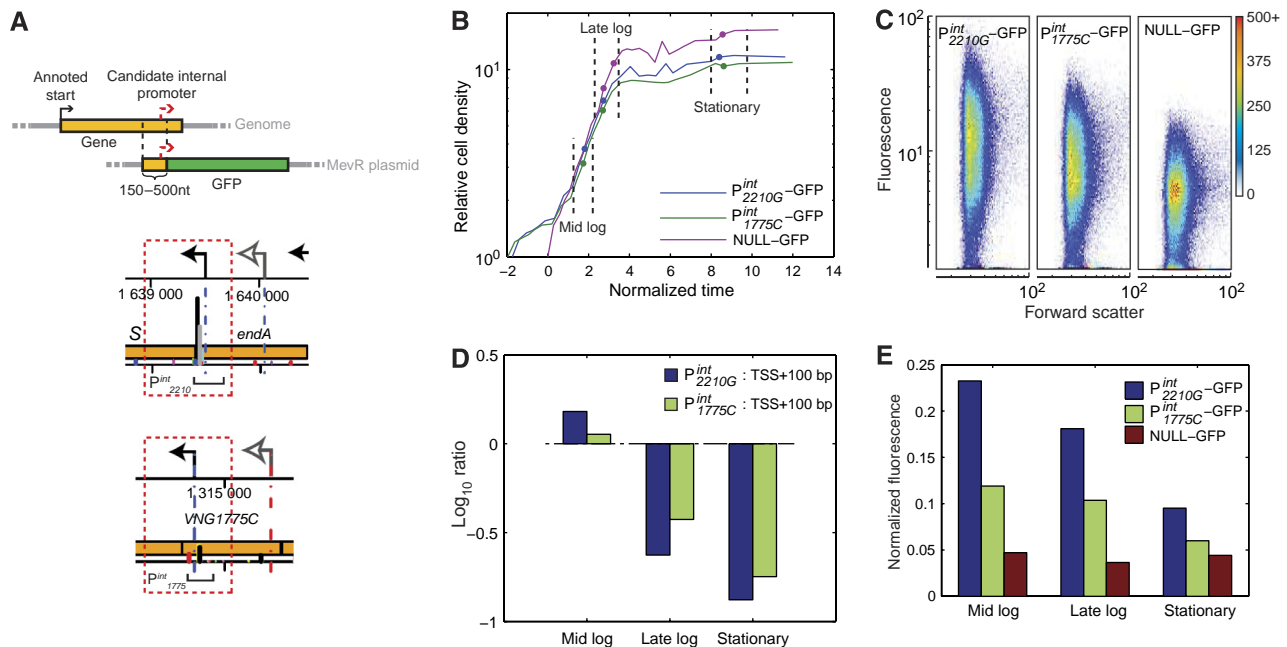 A
Annoted
start
Candidate internal
promoter
Genome
Gene
MevR plasmid
150–500nt
GFP
1 639 000
1 640 000
S
endA
P^int_2210
1 315 000
VNG1775C
P^int_1775
B
Relative cell density
10^1
10^0
Late log
Stationary
Mid log
P^int_2210G–GFP
P^int_1775C–GFP
NULL–GFP
−2 0 2 4 6 8 10 12 14
Normalized time
C
Fluorescence
10^2
10^1
P^int_2210G–GFP
P^int_1775C–GFP
NULL–GFP
500+
375
250
125
0
10^2 10^2 10^2
Forward scatter
D
Log10 ratio
0.5
0
−0.5
−1
P^int_2210G : TSS+100 bp
P^int_1775C : TSS+100 bp
Mid log Late log Stationary
E
Normalized fluorescence
0.25
0.2
0.15
0.1
0.05
0
P^int_2210G–GFP
P^int_1775C–GFP
NULL–GFP
Mid log Late log Stationary